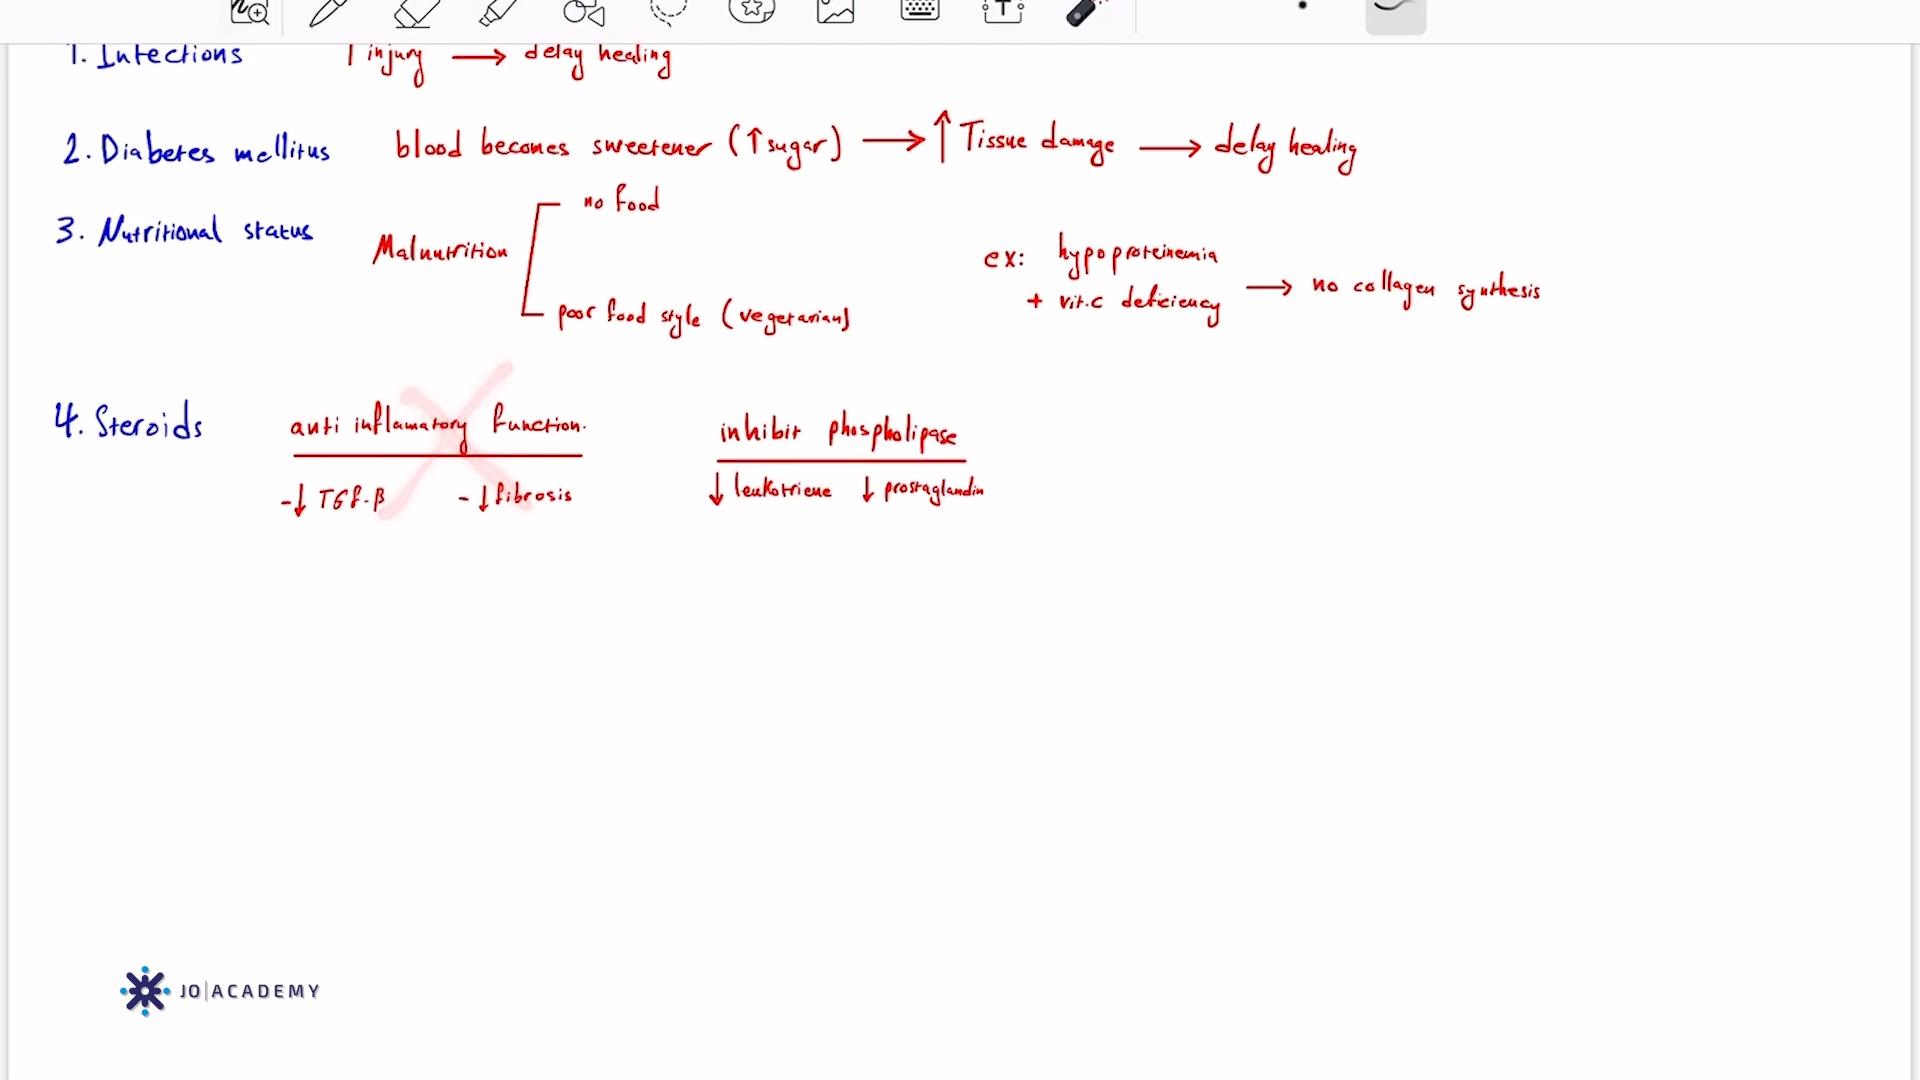 1. Infections ↑ injury → delay healing
2. Diabetes mellitus blood becomes sweetener (↑ sugar) → ↑ Tissue damage → delay healing
3. Nutritional status Malnutrition
no food
poor food style (vegetarian)
ex: hypoproteinemia
+ vit.c deficiency → no collagen synthesis
4. Steroids anti inflamatory function. inhibit phospholipase
-↓ TGF-β -↓ fibrosis ↓ leukotriene ↓ prostaglandin
JO|ACADEMY